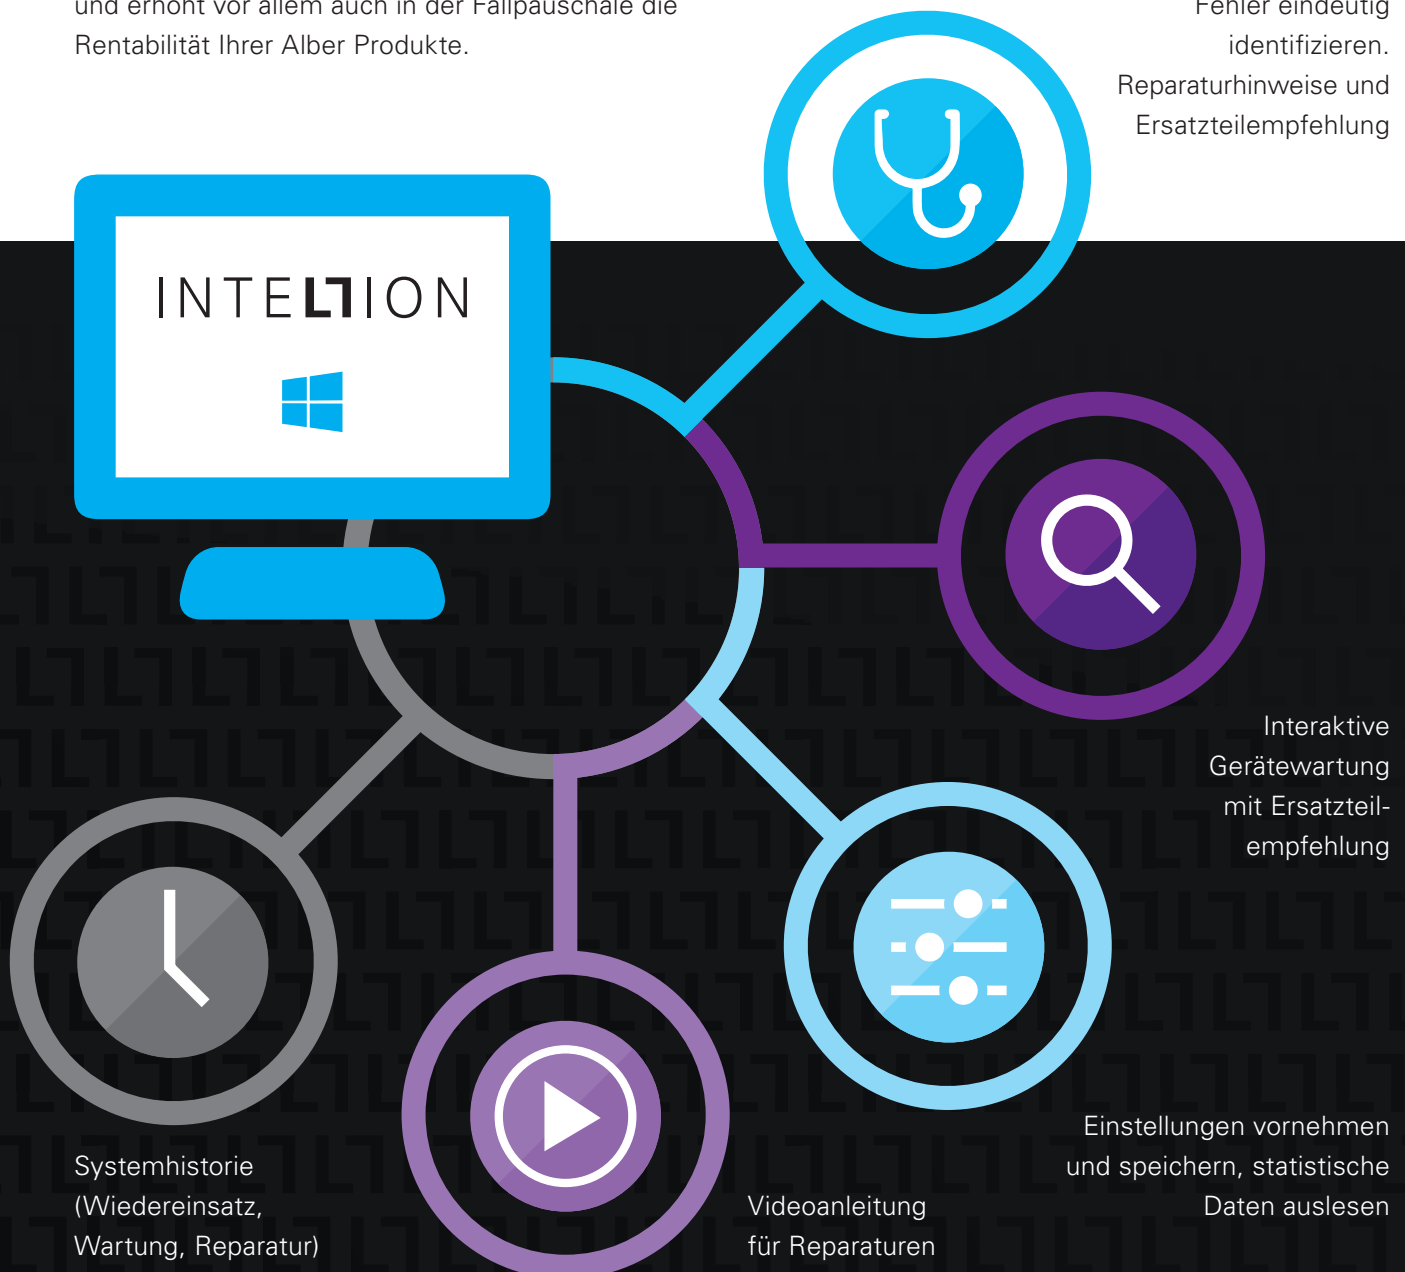 und erhöht vor allem auch in der Fallpauschale die
Rentabilität Ihrer Alber Produkte.
Fehler eindeutig
identifizieren.
Reparaturhinweise und
Ersatzteilempfehlung
INTELLION
Interaktive
Gerätewartung
mit Ersatzteil-
empfehlung
Einstellungen vornehmen
und speichern, statistische
Daten auslesen
Videoanleitung
für Reparaturen
Systemhistorie
(Wiedereinsatz,
Wartung, Reparatur)